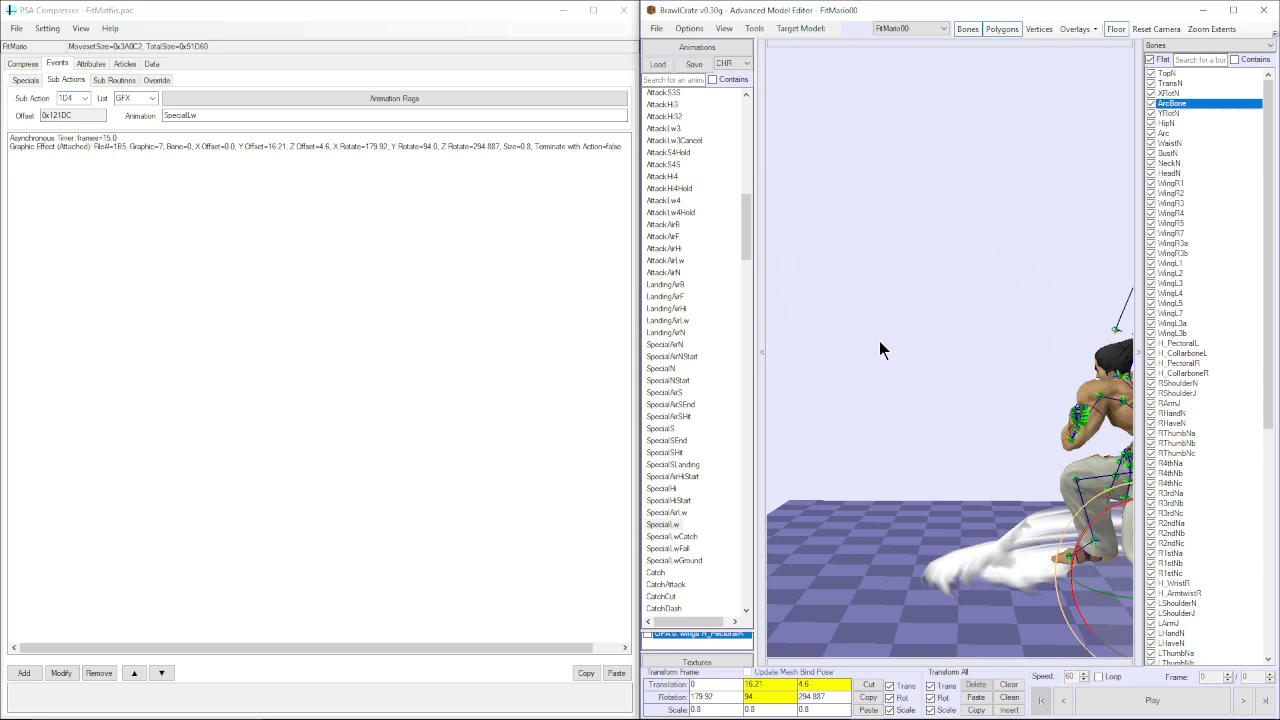 PSA Compressor - FitMathis.pac
File Setting View Help
FitMario MovesetSize=0x3A0C2, TotalSize=0x51D60
Compress Events Attributes Articles Data
Specials Sub Actions Sub Routines Override
Sub Action 1D4 List GFX Animation Flags
Offset 0x121DC Animation SpecialLw
Asynchronous Timer: frames=15.0
Graphic Effect (Attached): File#=1B5, Graphic=7, Bone=0, X Offset=0.0, Y Offset=16.21, Z Offset=4.6, X Rotate=179.92, Y Rotate=94.0, Z Rotate=294.887, Size=0.8, Terminate with Action=false
Add Modify Remove ▲ ▼ Copy Paste
BrawlCrate v0.30g - Advanced Model Editor - FitMario00
File Options View Tools Target Model: FitMario00 Bones Polygons Vertices Overlays Floor Reset Camera Zoom Extents
Animations
Load Save CHR
Search for an anim Contains
AttackS3S
AttackHi3
AttackHi32
AttackLw3
AttackLw3Cancel
AttackS4Hold
AttackS4S
AttackHi4
AttackHi4Hold
AttackLw4
AttackLw4Hold
AttackAirB
AttackAirF
AttackAirHi
AttackAirLw
AttackAirN
LandingAirB
LandingAirF
LandingAirHi
LandingAirLw
LandingAirN
SpecialAirN
SpecialAirNStart
SpecialN
SpecialNStart
SpecialAirS
SpecialAirSEnd
SpecialAirSHit
SpecialS
SpecialSEnd
SpecialSHit
SpecialSLanding
SpecialAirHiStart
SpecialHi
SpecialHiStart
SpecialAirLw
SpecialLw
SpecialLwCatch
SpecialLwFall
SpecialLwGround
Catch
CatchAttack
CatchCut
CatchDash
Textures
Bones
Flat Search for a bor Contains
TopN
TransN
XRotN
ArcBone
YRotN
HipN
Arc
WaistN
BustN
NeckN
HeadN
WingR1
WingR2
WingR3
WingR4
WingR5
WingR7
WingR3a
WingR3b
WingL1
WingL2
WingL3
WingL4
WingL5
WingL7
WingL3a
WingL3b
H_PectoralL
H_CollarboneL
H_PectoralR
H_CollarboneR
RShoulderN
RShoulderJ
RArmJ
RHandN
RHaveN
RThumbNa
RThumbNb
RThumbNc
R4thNa
R4thNb
R4thNc
R3rdNa
R3rdNb
R3rdNc
R2ndNa
R2ndNb
R2ndNc
R1stNa
R1stNb
R1stNc
H_WristR
H_ArmtwistR
LShoulderN
LShoulderJ
LArmJ
LHandN
LHaveN
LThumbNa
LThumbNb
Transform Frame Update Mesh Bind Pose Transform All Speed: 60 Loop Frame: 0 / 0
Translation: 0 16.21 4.6 Cut Trans Trans Delete Clear
Rotation: 179.92 94 294.887 Copy Rot Rot Paste Clean |< < Play > >|
Scale: 0.8 0.8 0.8 Paste Scale Scale Copy Insert